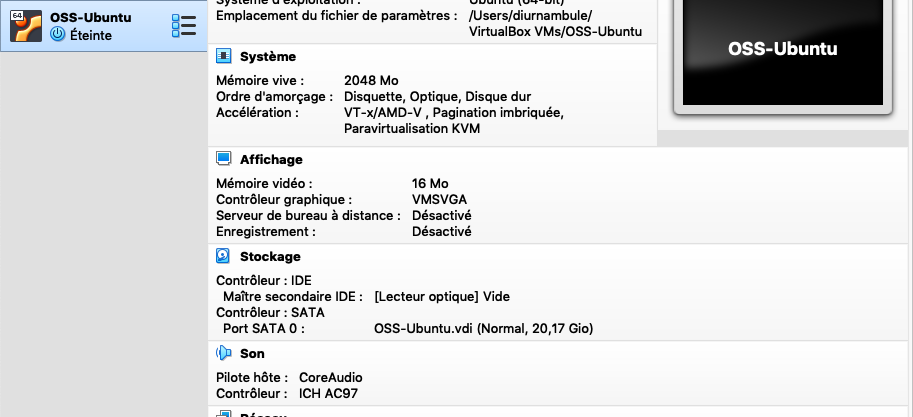 64
OSS-Ubuntu
Éteinte
Système d'exploitation : Ubuntu (64-bit)
Emplacement du fichier de paramètres : /Users/diurnambule/
VirtualBox VMs/OSS-Ubuntu
OSS-Ubuntu
Système
Mémoire vive : 2048 Mo
Ordre d'amorçage : Disquette, Optique, Disque dur
Accélération : VT-x/AMD-V , Pagination imbriquée,
Paravirtualisation KVM
Affichage
Mémoire vidéo : 16 Mo
Contrôleur graphique : VMSVGA
Serveur de bureau à distance : Désactivé
Enregistrement : Désactivé
Stockage
Contrôleur : IDE
Maître secondaire IDE : [Lecteur optique] Vide
Contrôleur : SATA
Port SATA 0 : OSS-Ubuntu.vdi (Normal, 20,17 Gio)
Son
Pilote hôte : CoreAudio
Contrôleur : ICH AC97
Réseau